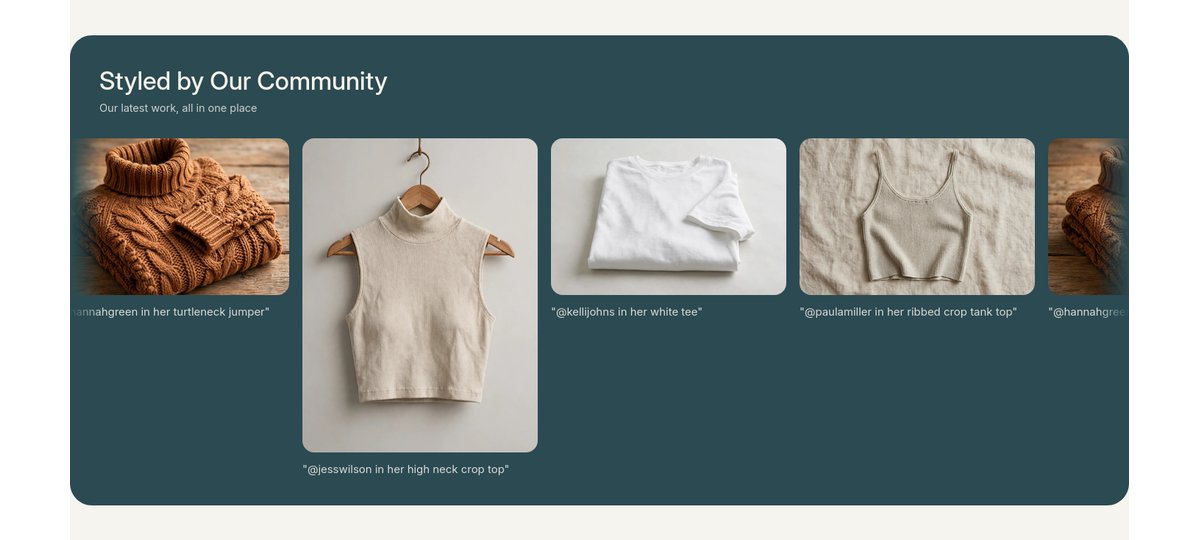 Styled by Our Community
Our latest work, all in one place
hannahgreen in her turtleneck jumper"
"@jesswilson in her high neck crop top"
"@kellijohns in her white tee"
"@paulamiller in her ribbed crop tank top"
"@hannahgree